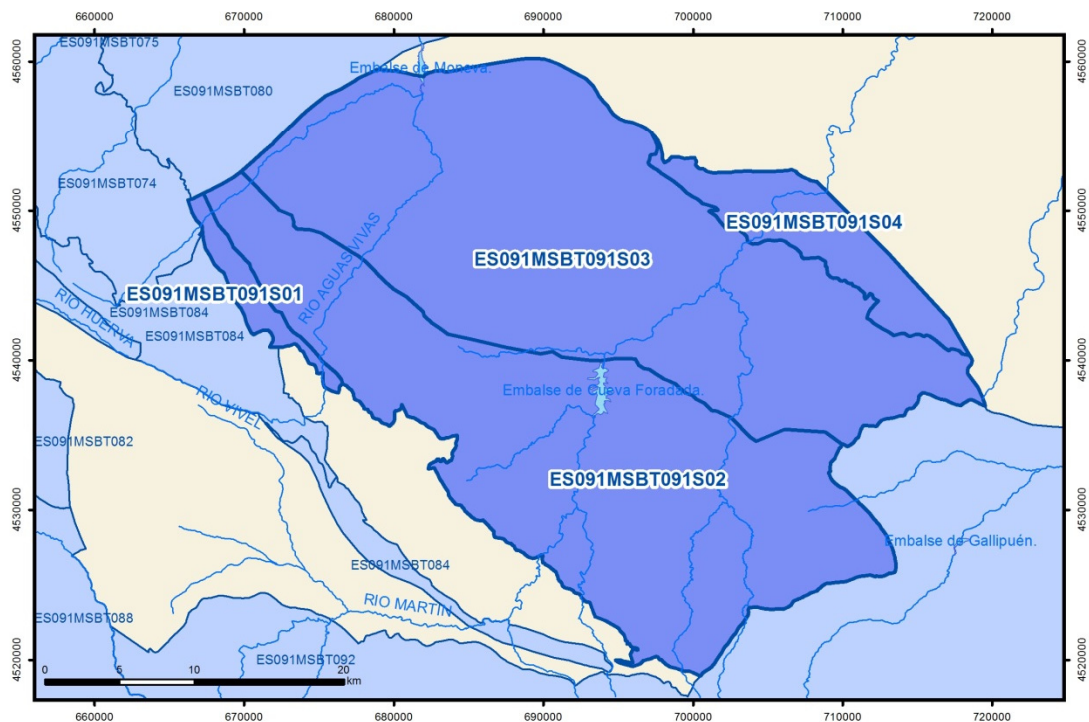 660000 670000 680000 690000 700000 710000 720000
ES091MSBT075
4560000 4560000
Embalse de Moneva.
ES091MSBT080
ES091MSBT074
4550000 4550000
ES091MSBT091S04
RIO AGUAS VIVAS
ES091MSBT091S03
ES091MSBT091S01
RIO HUERVA
ES091MSBT084
ES091MSBT084
4540000 4540000
Embalse de Cueva Foradada.
RIO VIVEL
ES091MSBT082
ES091MSBT091S02
4530000 4530000
Embalse de Gallipuén.
ES091MSBT084
RIO MARTIN
ES091MSBT088
4520000 4520000
ES091MSBT092
0 5 10 20
km
660000 670000 680000 690000 700000 710000 720000